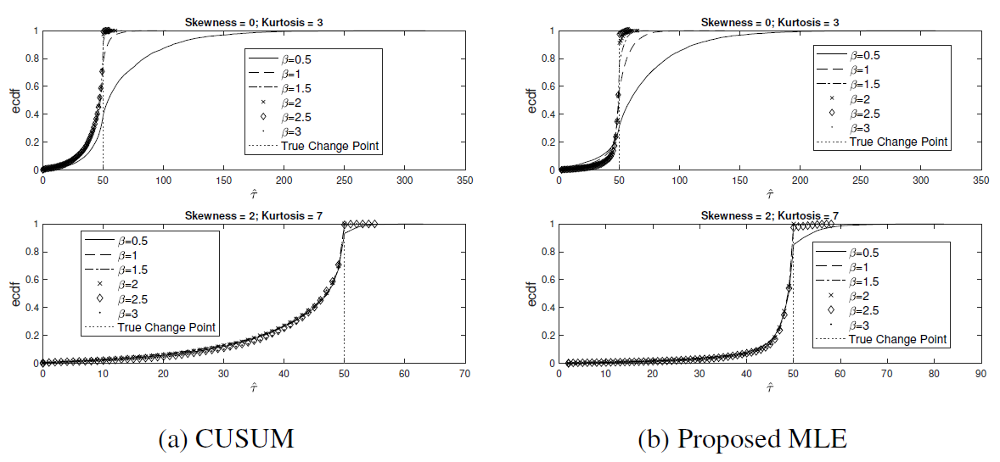 Skewness = 0; Kurtosis = 3
1
0.8
0.6
0.4
0.2
0
ecdf
β=0.5
β=1
β=1.5
β=2
β=2.5
β=3
True Change Point
0 50 100 150 200 250 300 350
τ̂
Skewness = 2; Kurtosis = 7
1
0.8
0.6
0.4
0.2
0
ecdf
β=0.5
β=1
β=1.5
β=2
β=2.5
β=3
True Change Point
0 10 20 30 40 50 60 70
τ̂
(a) CUSUM
Skewness = 0; Kurtosis = 3
1
0.8
0.6
0.4
0.2
0
ecdf
β=0.5
β=1
β=1.5
β=2
β=2.5
β=3
True Change Point
0 50 100 150 200 250 300 350
τ̂
Skewness = 2; Kurtosis = 7
1
0.8
0.6
0.4
0.2
0
ecdf
β=0.5
β=1
β=1.5
β=2
β=2.5
β=3
True Change Point
0 10 20 30 40 50 60 70 80 90
τ̂
(b) Proposed MLE